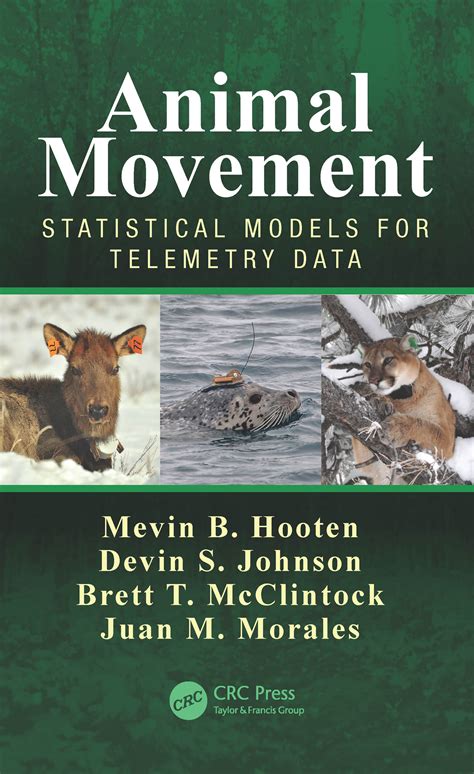 Animal
Movement
STATISTICAL MODELS FOR
TELEMETRY DATA
Mevin B. Hooten
Devin S. Johnson
Brett T. McClintock
Juan M. Morales
CRC
CRC Press
Taylor & Francis Group